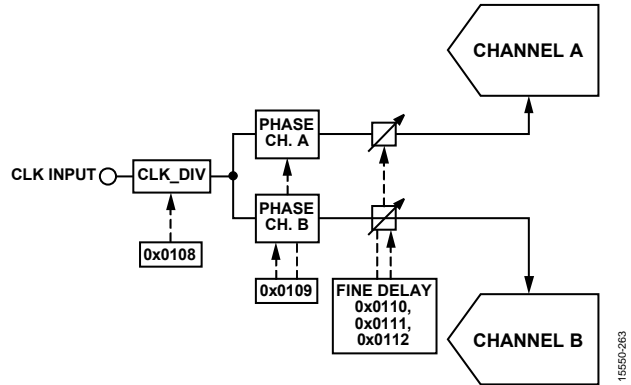 CHANNEL A
PHASE
CH. A
CLK INPUT
CLK_DIV
PHASE
CH. B
0x0108
0x0109
FINE DELAY
0x0110,
0x0111,
0x0112
CHANNEL B
15550-263